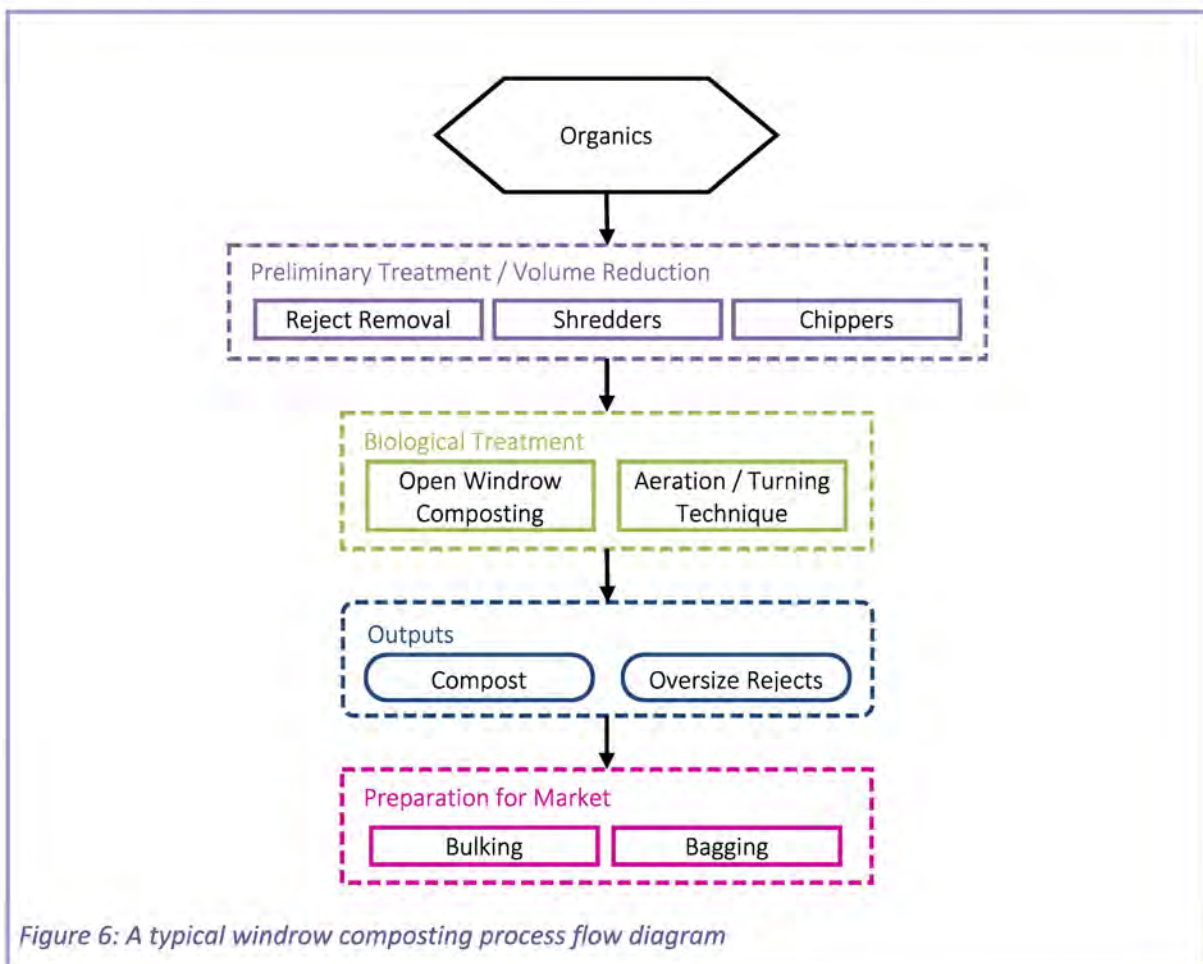 Organics
Preliminary Treatment / Volume Reduction
Reject Removal
Shredders
Chippers
Biological Treatment
Open Windrow
Composting
Aeration / Turning
Technique
Outputs
Compost
Oversize Rejects
Preparation for Market
Bulking
Bagging
Figure 6: A typical windrow composting process flow diagram